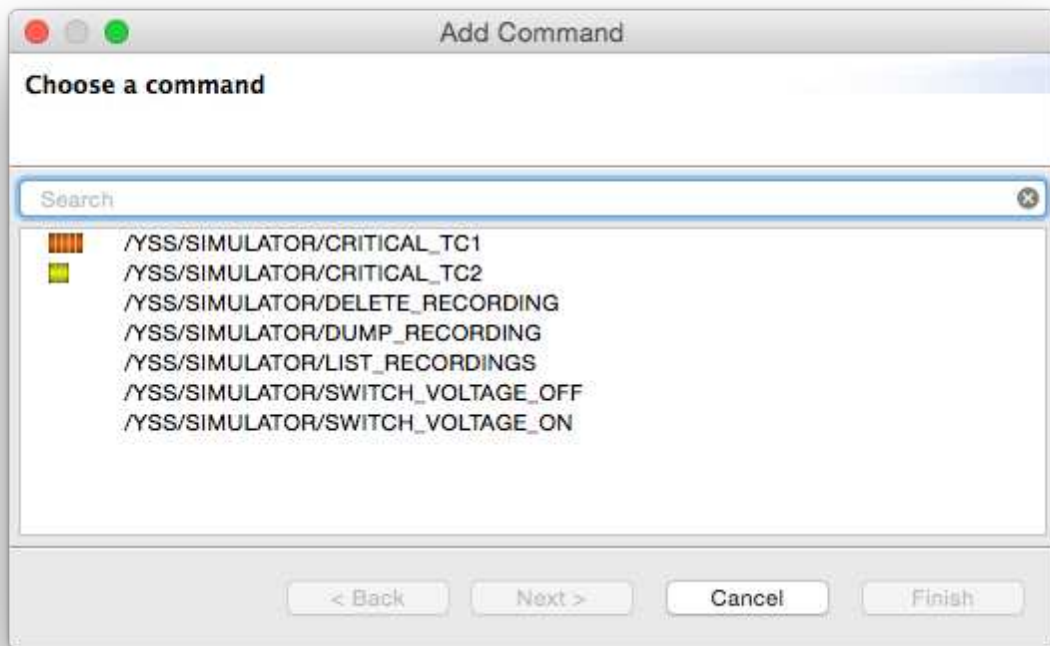 Add Command
Choose a command
Search
/YSS/SIMULATOR/CRITICAL_TC1
/YSS/SIMULATOR/CRITICAL_TC2
/YSS/SIMULATOR/DELETE_RECORDING
/YSS/SIMULATOR/DUMP_RECORDING
/YSS/SIMULATOR/LIST_RECORDINGS
/YSS/SIMULATOR/SWITCH_VOLTAGE_OFF
/YSS/SIMULATOR/SWITCH_VOLTAGE_ON
< Back Next > Cancel Finish